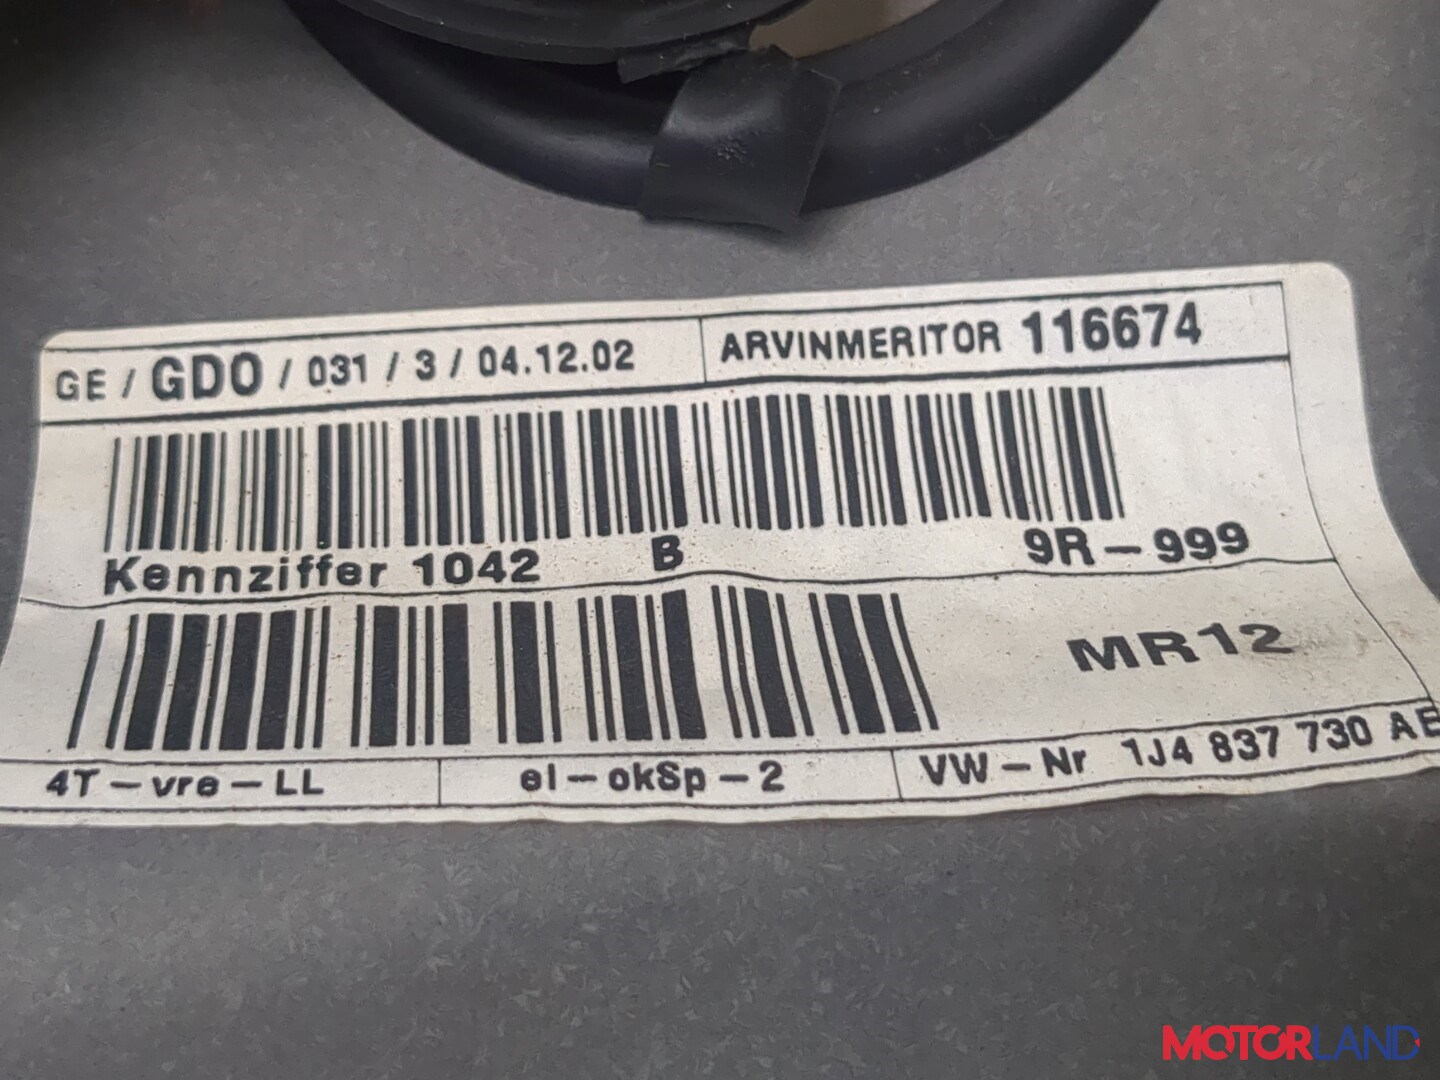 GE / GDO / 031 / 3 / 04.12.02 ARVINMERITOR 116674
Kennziffer 1042 B 9R-999
MR12
4T-vre-LL el-okSp-2 VW-Nr 1J4 837 730 AE
MOTORLAND